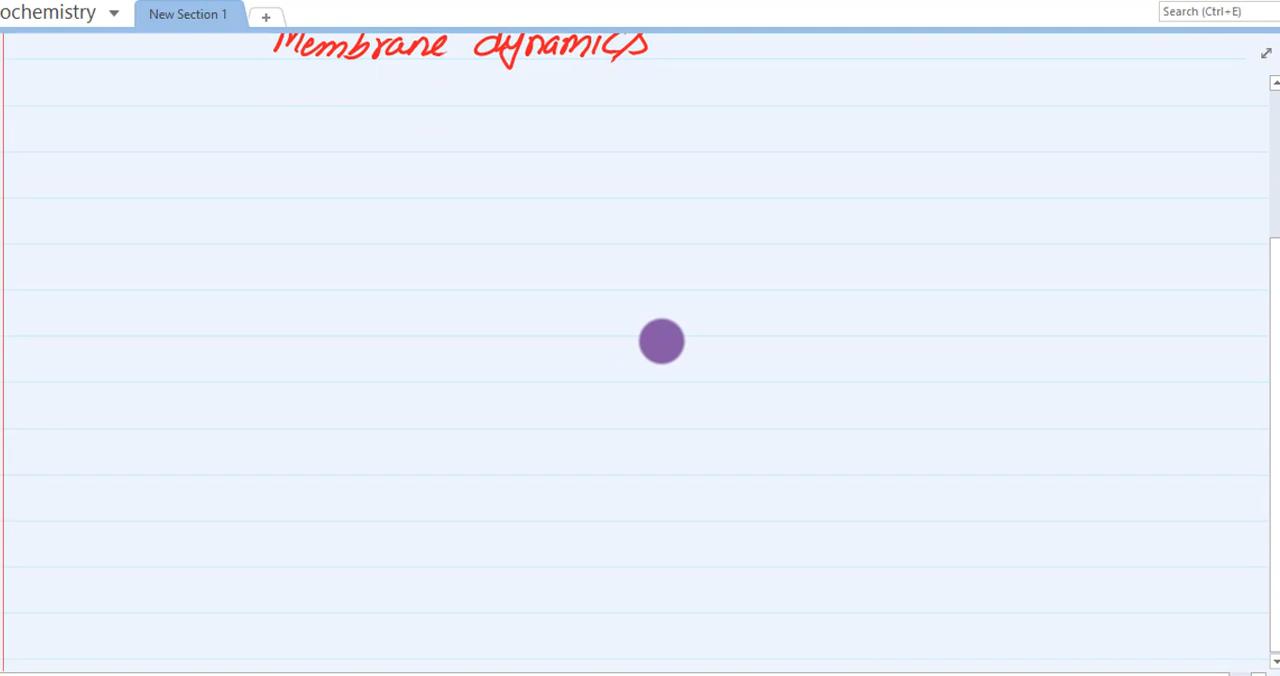 ochemistry New Section 1 + Search (Ctrl+E)
Membrane dynamics